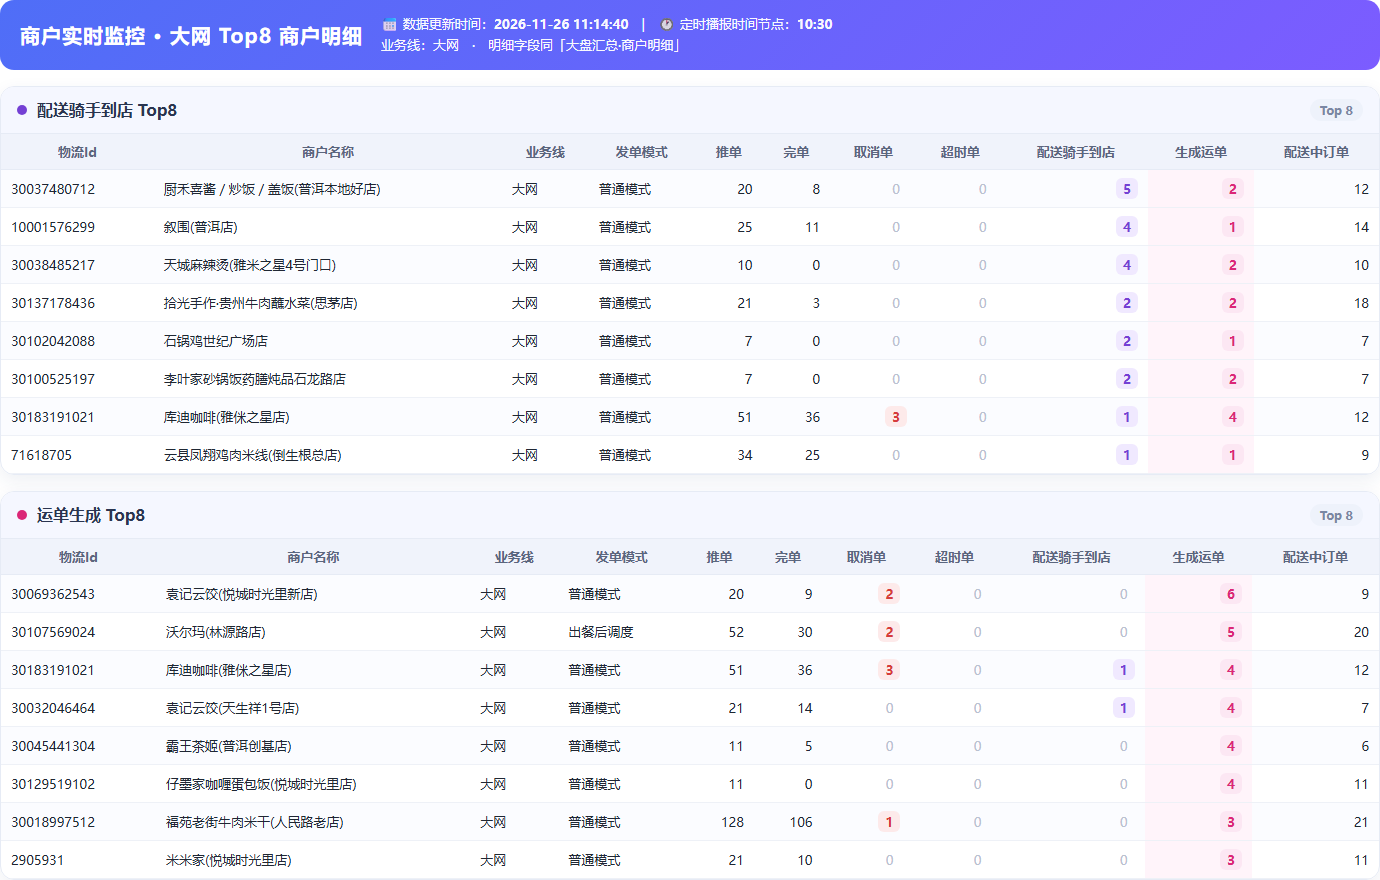 商户实时监控 • 大网 Top8 商户明细
数据更新时间：2026-11-26 11:14:40 | 定时播报时间节点：10:30
业务线：大网 · 明细字段同「大盘汇总·商户明细」
配送骑手到店 Top8 Top 8
物流Id 商户名称 业务线 发单模式 推单 完单 取消单 超时单 配送骑手到店 生成运单 配送中订单
30037480712 厨禾喜酱 / 炒饭 / 盖饭(普洱本地好店) 大网 普通模式 20 8 0 0 5 2 12
10001576299 叙围(普洱店) 大网 普通模式 25 11 0 0 4 1 14
30038485217 天城麻辣烫(雅米之星4号门口) 大网 普通模式 10 0 0 0 4 2 10
30137178436 拾光手作·贵州牛肉蘸水菜(思茅店) 大网 普通模式 21 3 0 0 2 2 18
30102042088 石锅鸡世纪广场店 大网 普通模式 7 0 0 0 2 1 7
30100525197 李叶家砂锅饭药膳炖品石龙路店 大网 普通模式 7 0 0 0 2 2 7
30183191021 库迪咖啡(雅侎之星店) 大网 普通模式 51 36 3 0 1 4 12
71618705 云县凤翔鸡肉米线(倒生根总店) 大网 普通模式 34 25 0 0 1 1 9
运单生成 Top8 Top 8
物流Id 商户名称 业务线 发单模式 推单 完单 取消单 超时单 配送骑手到店 生成运单 配送中订单
30069362543 袁记云饺(悦城时光里新店) 大网 普通模式 20 9 2 0 0 6 9
30107569024 沃尔玛(林源路店) 大网 出餐后调度 52 30 2 0 0 5 20
30183191021 库迪咖啡(雅侎之星店) 大网 普通模式 51 36 3 0 1 4 12
30032046464 袁记云饺(天生祥1号店) 大网 普通模式 21 14 0 0 1 4 7
30045441304 霸王茶姬(普洱创基店) 大网 普通模式 11 5 0 0 0 4 6
30129519102 仔墨家咖喱蛋包饭(悦城时光里店) 大网 普通模式 11 0 0 0 0 4 11
30018997512 福苑老街牛肉米干(人民路老店) 大网 普通模式 128 106 1 0 0 3 21
2905931 米米家(悦城时光里店) 大网 普通模式 21 10 0 0 0 3 11